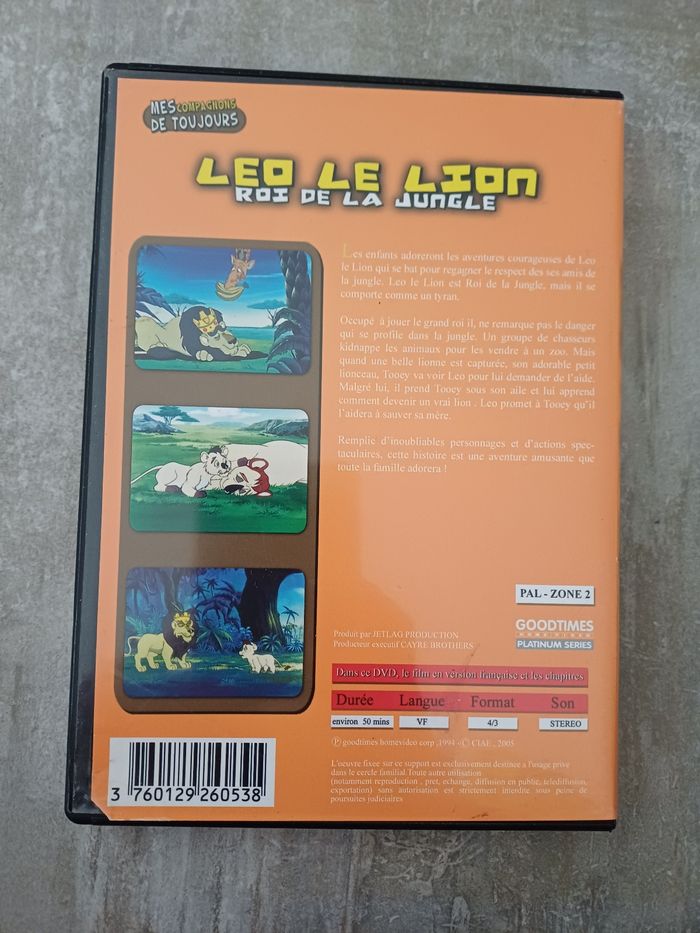 MES COMPAGNONS
DE TOUJOURS
LEO LE LION
ROI DE LA JUNGLE
Les enfants adoreront les aventures courageuses de Leo
le Lion qui se bat pour regagner le respect des ses amis de
la jungle. Leo le Lion est Roi de la Jungle, mais il se
comporte comme un tyran.
Occupé à jouer le grand roi il, ne remarque pas le danger
qui se profile dans la jungle. Un groupe de chasseurs
kidnappe les animaux pour les vendre à un zoo. Mais
quand une belle lionne est capturée, son adorable petit
lionceau, Tooey va voir Leo pour lui demander de l'aide.
Malgré lui, il prend Tooey sous son aile et lui apprend
comment devenir un vrai lion . Leo promet à Tooey qu'il
l'aidera à sauver sa mère.
Remplic d'inoubliables personnages et d'actions spec-
taculaires, cette histoire est une aventure amusante que
toute la famille adorera !
PAL - ZONE 2
GOODTIMES
HOME VIDEO
PLATINUM SERIES
Produit par JETLAG PRODUCTION
Producteur executif CAYRE BROTHERS
Dans ce DVD, le film en vérsion française et les chapitres
Durée Langue Format Son
environ 50 mins VF 4/3 STEREO
℗ goodtimes homevideo corp ,1994 - © CIAE , 2005
L'oeuvre fixee sur ce support est exclusivement destinee a l'usage prive
dans le cercle familial.Toute autre utilisation
(notamment reproduction , pret, echange, diffusion en public, telediffusion,
exportation) sans autorisation est strictement interdite sous peine de
poursuites judiciaires
3 760129 260538